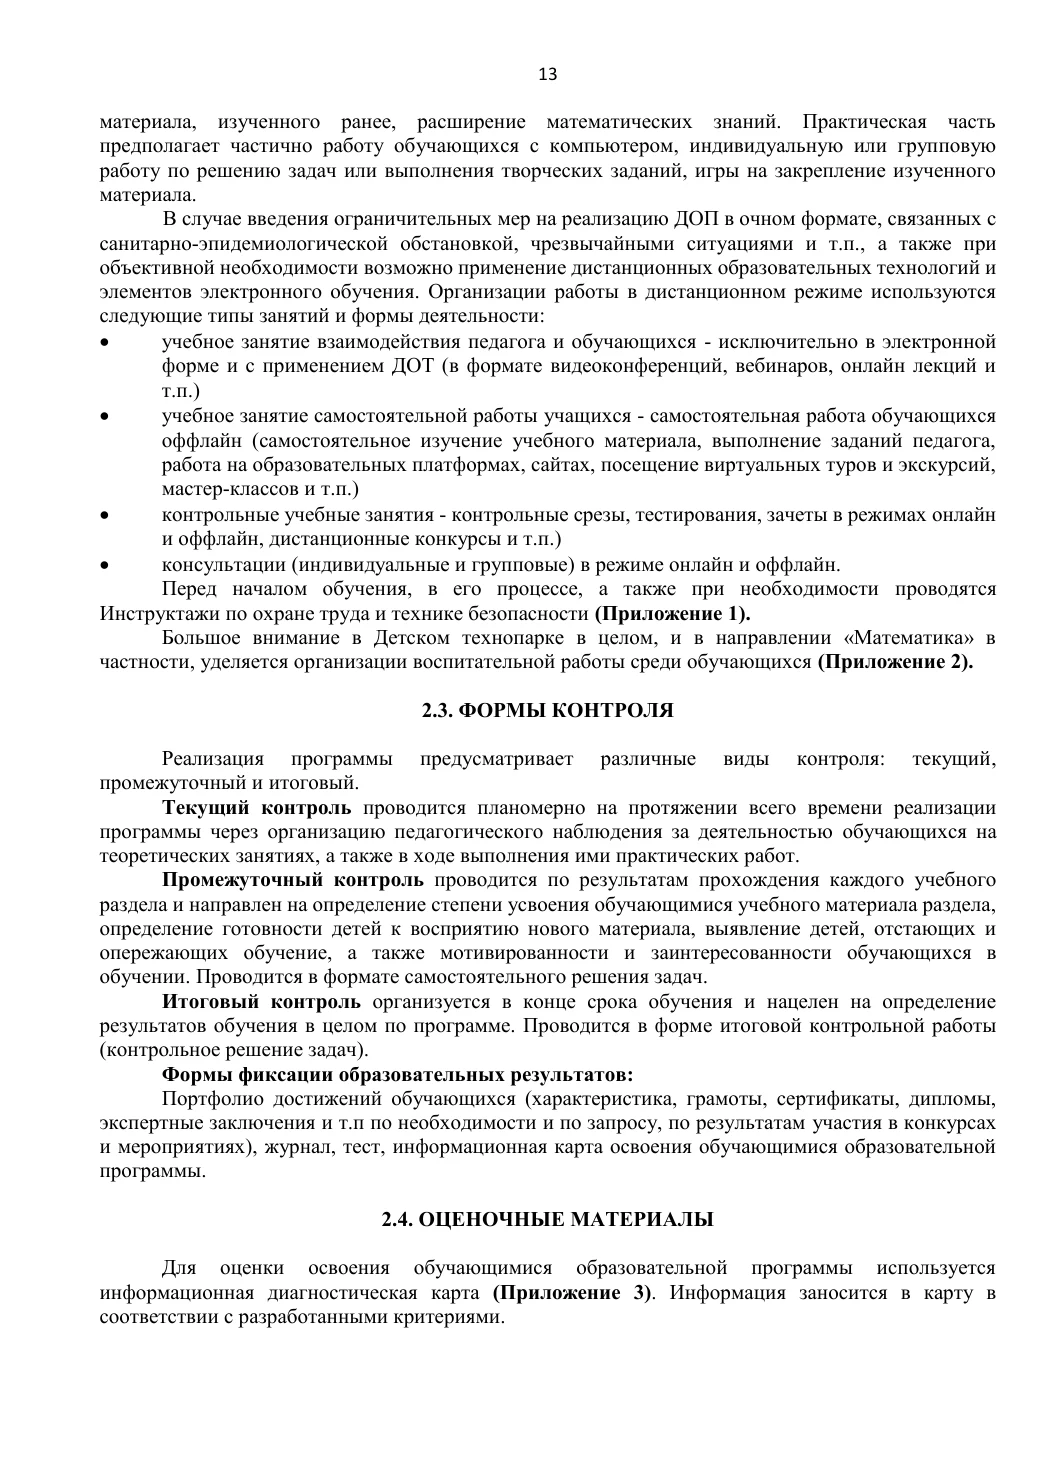 13
материала, изученного ранее, расширение математических знаний. Практическая часть
предполагает частично работу обучающихся с компьютером, индивидуальную или групповую
работу по решению задач или выполнения творческих заданий, игры на закрепление изученного
материала.
В случае введения ограничительных мер на реализацию ДОП в очном формате, связанных с
санитарно-эпидемиологической обстановкой, чрезвычайными ситуациями и т.п., а также при
объективной необходимости возможно применение дистанционных образовательных технологий и
элементов электронного обучения. Организации работы в дистанционном режиме используются
следующие типы занятий и формы деятельности:
• учебное занятие взаимодействия педагога и обучающихся - исключительно в электронной
форме и с применением ДОТ (в формате видеоконференций, вебинаров, онлайн лекций и
т.п.)
• учебное занятие самостоятельной работы учащихся - самостоятельная работа обучающихся
оффлайн (самостоятельное изучение учебного материала, выполнение заданий педагога,
работа на образовательных платформах, сайтах, посещение виртуальных туров и экскурсий,
мастер-классов и т.п.)
• контрольные учебные занятия - контрольные срезы, тестирования, зачеты в режимах онлайн
и оффлайн, дистанционные конкурсы и т.п.)
• консультации (индивидуальные и групповые) в режиме онлайн и оффлайн.
Перед началом обучения, в его процессе, а также при необходимости проводятся
Инструктажи по охране труда и технике безопасности (Приложение 1).
Большое внимание в Детском технопарке в целом, и в направлении «Математика» в
частности, уделяется организации воспитательной работы среди обучающихся (Приложение 2).
2.3. ФОРМЫ КОНТРОЛЯ
Реализация программы предусматривает различные виды контроля: текущий,
промежуточный и итоговый.
Текущий контроль проводится планомерно на протяжении всего времени реализации
программы через организацию педагогического наблюдения за деятельностью обучающихся на
теоретических занятиях, а также в ходе выполнения ими практических работ.
Промежуточный контроль проводится по результатам прохождения каждого учебного
раздела и направлен на определение степени усвоения обучающимися учебного материала раздела,
определение готовности детей к восприятию нового материала, выявление детей, отстающих и
опережающих обучение, а также мотивированности и заинтересованности обучающихся в
обучении. Проводится в формате самостоятельного решения задач.
Итоговый контроль организуется в конце срока обучения и нацелен на определение
результатов обучения в целом по программе. Проводится в форме итоговой контрольной работы
(контрольное решение задач).
Формы фиксации образовательных результатов:
Портфолио достижений обучающихся (характеристика, грамоты, сертификаты, дипломы,
экспертные заключения и т.п по необходимости и по запросу, по результатам участия в конкурсах
и мероприятиях), журнал, тест, информационная карта освоения обучающимися образовательной
программы.
2.4. ОЦЕНОЧНЫЕ МАТЕРИАЛЫ
Для оценки освоения обучающимися образовательной программы используется
информационная диагностическая карта (Приложение 3). Информация заносится в карту в
соответствии с разработанными критериями.